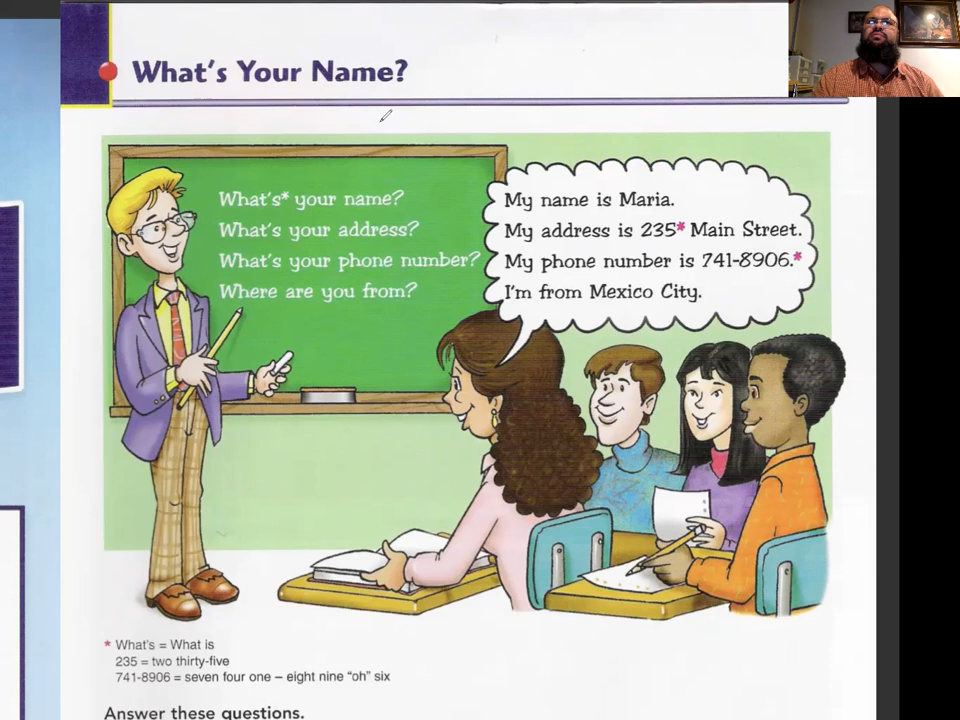 What's Your Name?
What's* your name?
What's your address?
What's your phone number?
Where are you from?
My name is Maria.
My address is 235* Main Street.
My phone number is 741-8906.*
I'm from Mexico City.
* What's = What is
235 = two thirty-five
741-8906 = seven four one – eight nine "oh" six
Answer these questions.